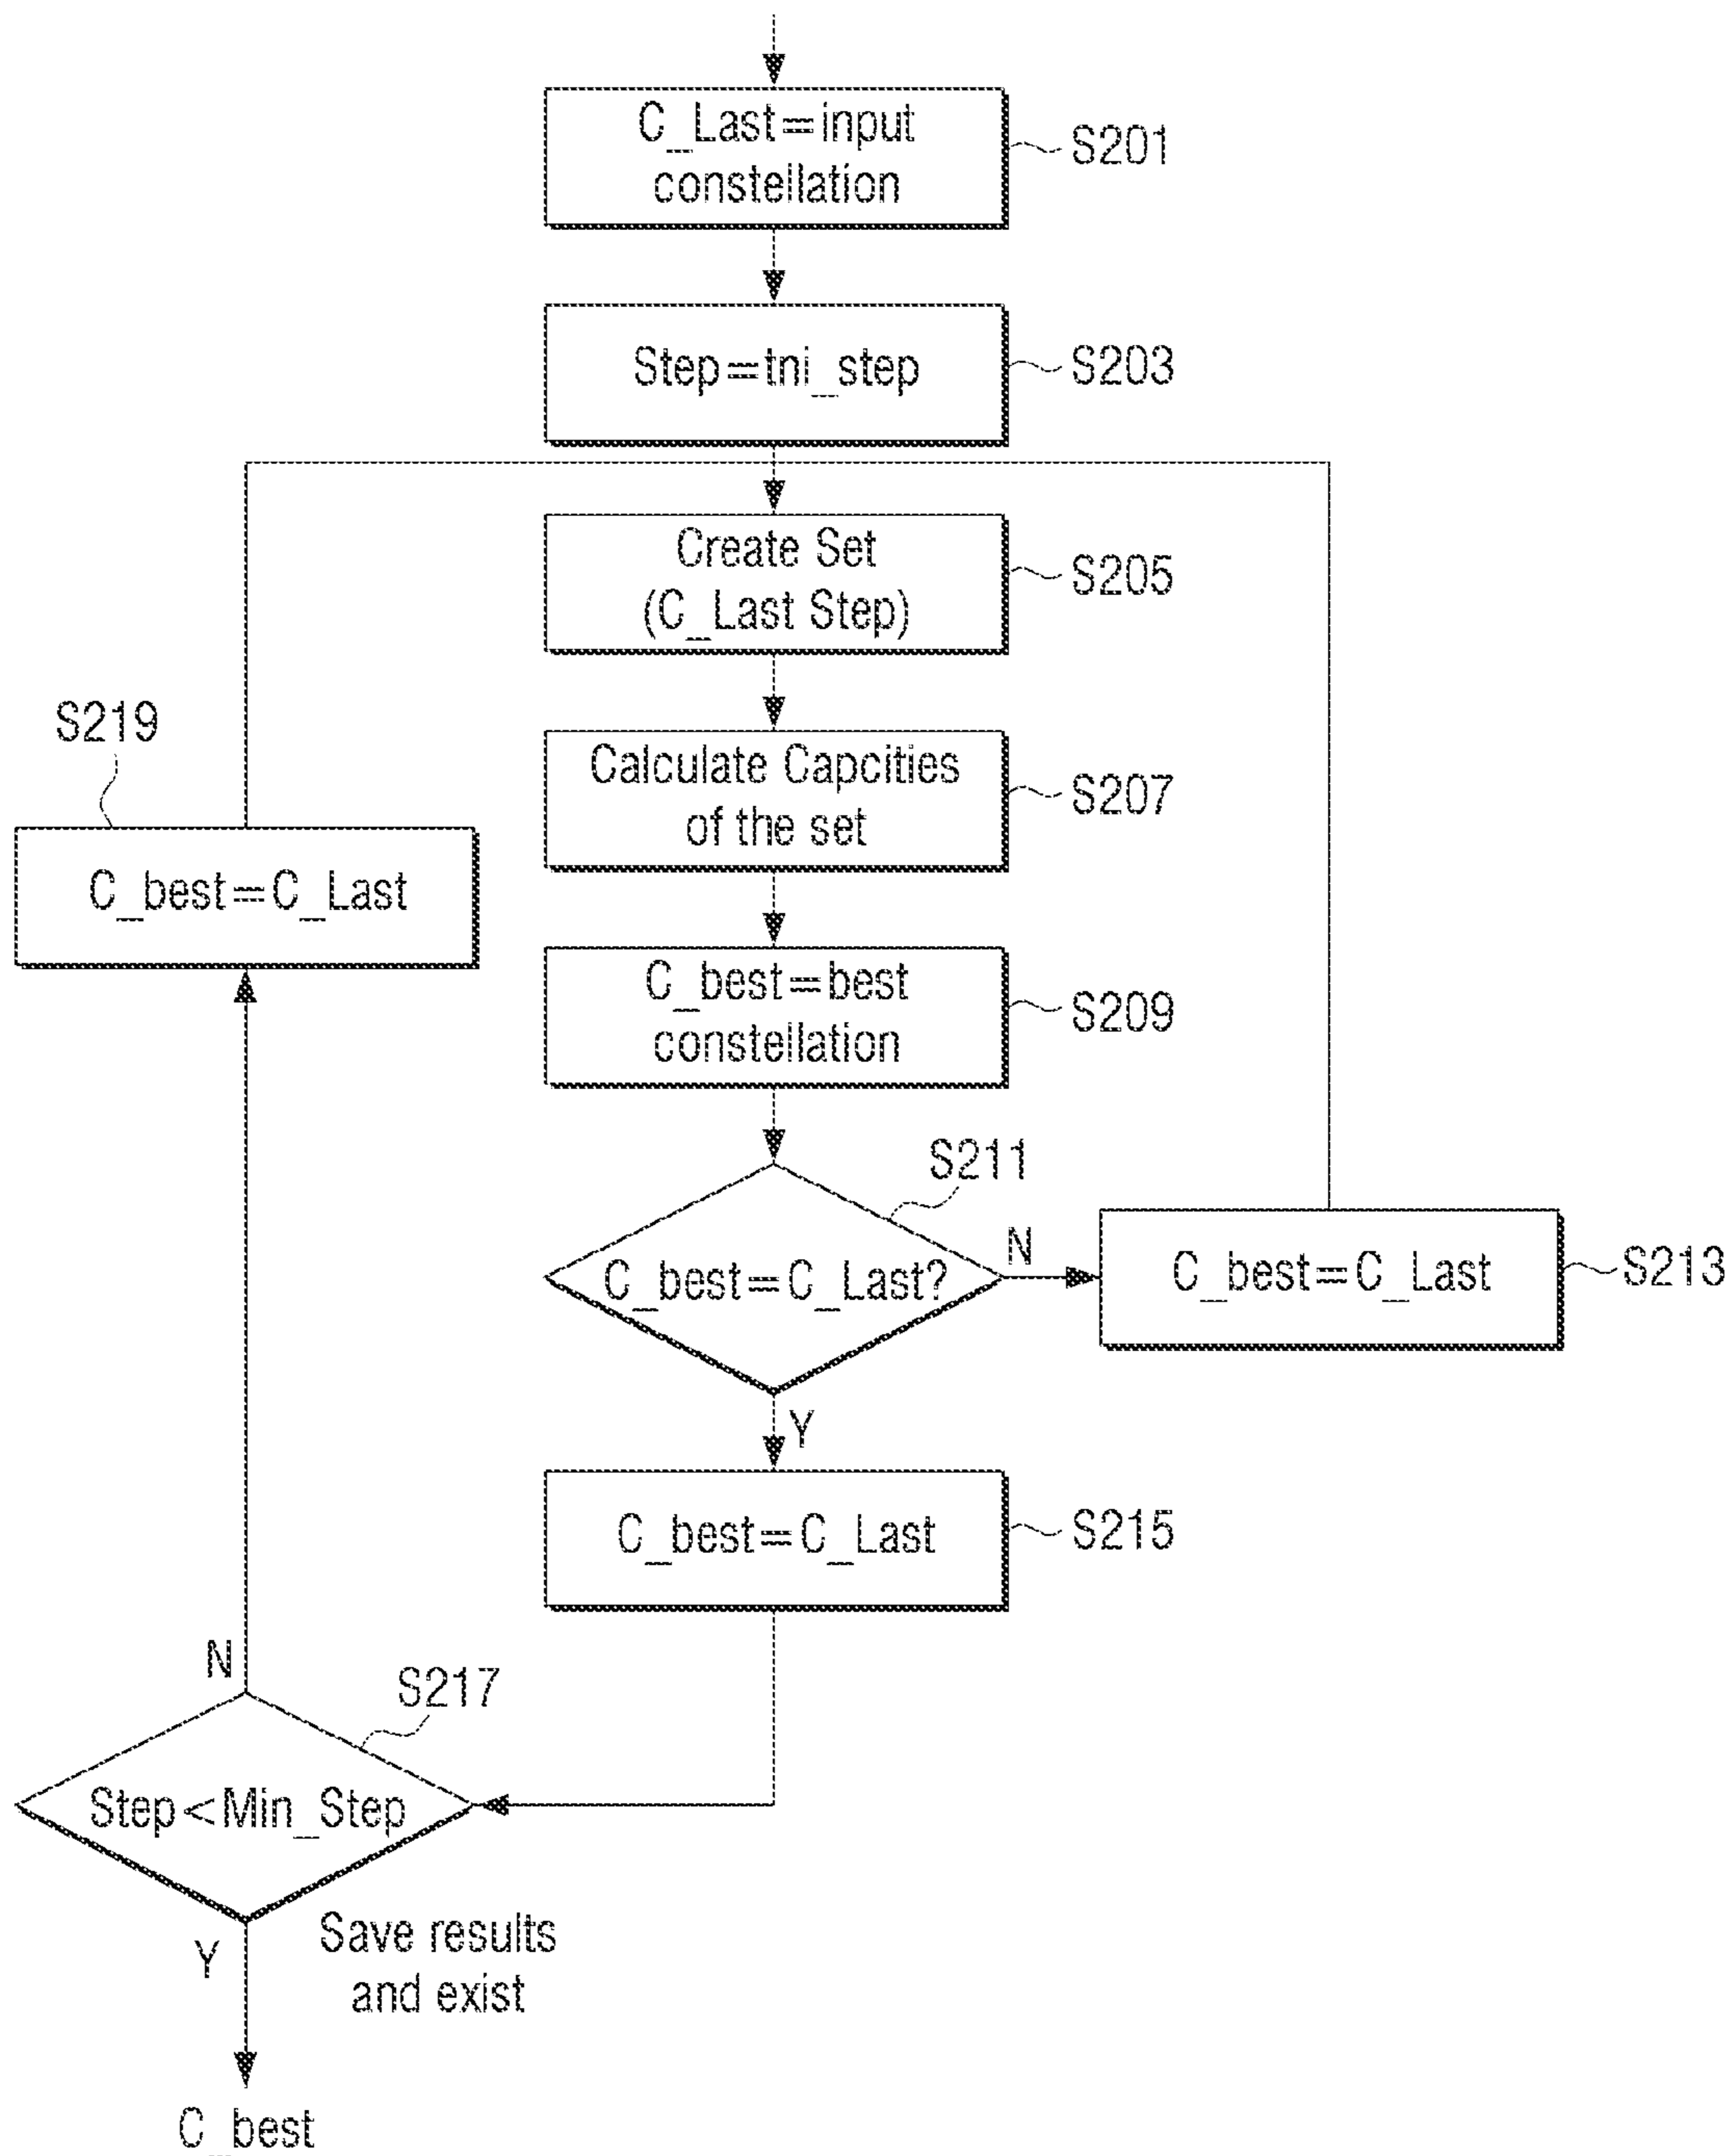 C_Last=input
constellation
S201
Step=tni_step
S203
Create Set
(C_Last Step)
S205
S219
Calculate Capcities
of the set
S207
C_best=C_Last
C_best=best
constellation
S209
S211
C_best=C_Last?
N
C_best=C_Last
S213
Y
C_best=C_Last
S215
N
S217
Step<Min_Step
Y
Save results
and exist
C_best